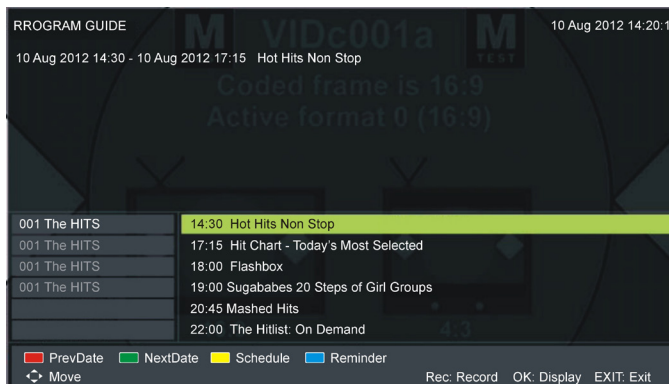 RROGRAM GUIDE
10 Aug 2012 14:20:1
M VIDc001a M
TEST
10 Aug 2012 14:30 - 10 Aug 2012 17:15 Hot Hits Non Stop
Coded frame is 16:9
Active format 0 (16:9)
001 The HITS
14:30 Hot Hits Non Stop
001 The HITS
17:15 Hit Chart - Today's Most Selected
001 The HITS
18:00 Flashbox
001 The HITS
19:00 Sugababes 20 Steps of Girl Groups
20:45 Mashed Hits
22:00 The Hitlist: On Demand
4:3
PrevDate NextDate Schedule Reminder
Move Rec: Record OK: Display EXIT: Exit